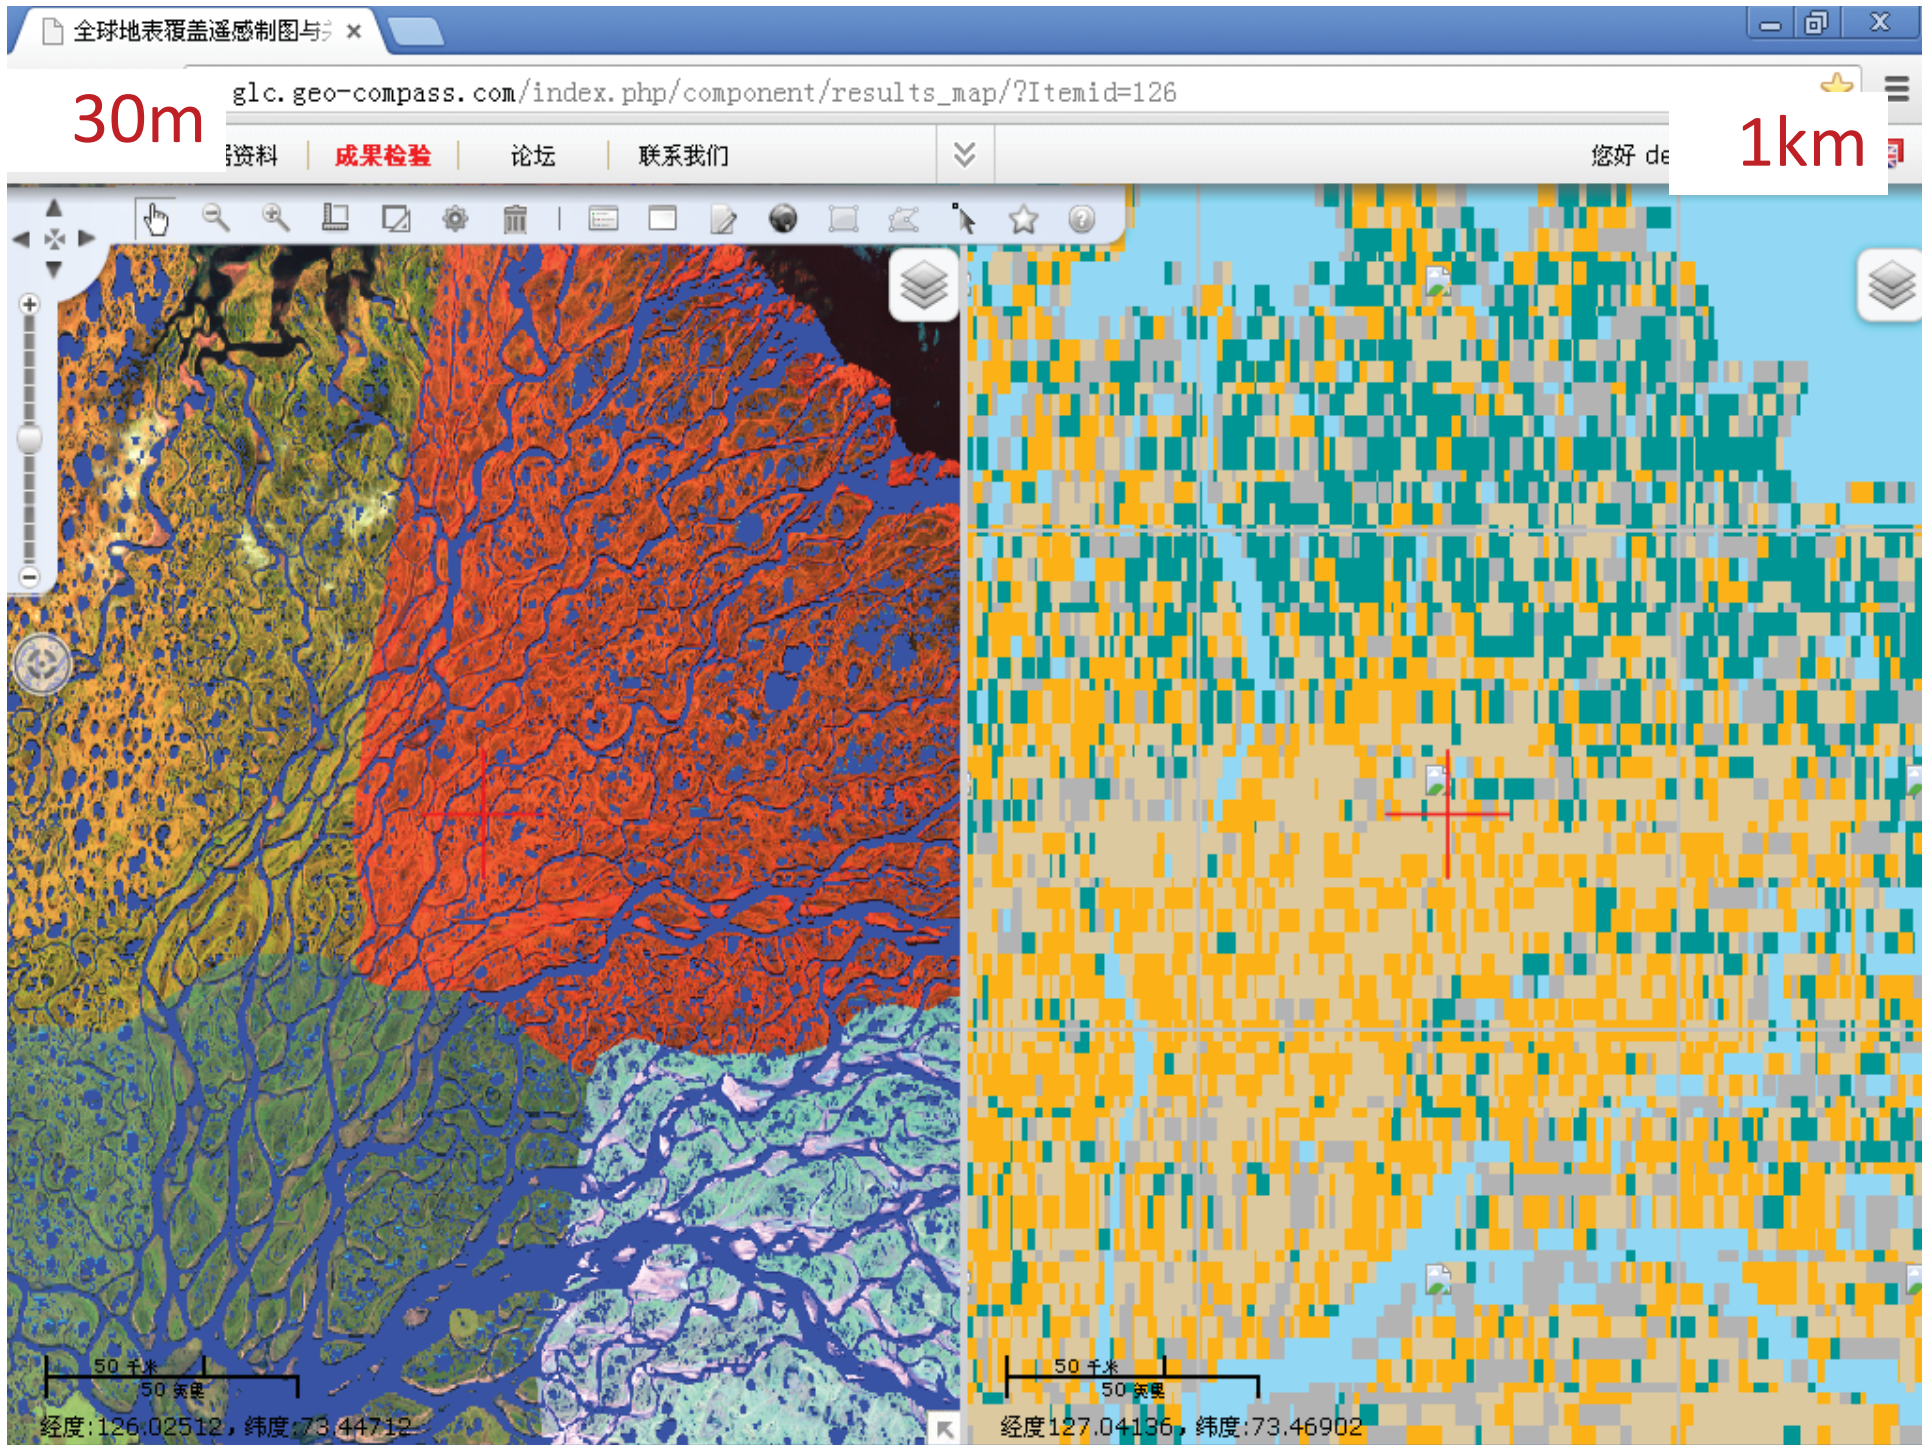 全球地表覆盖遥感制图与
glc.geo-compass.com/index.php/component/results_map/?Itemid=126
30m
1km
资料
成果检验
论坛
联系我们
您好 de
50 千米
50 英里
经度:126.02512, 纬度:73.44712
50 千米
50 英里
经度127.04136, 纬度:73.46902